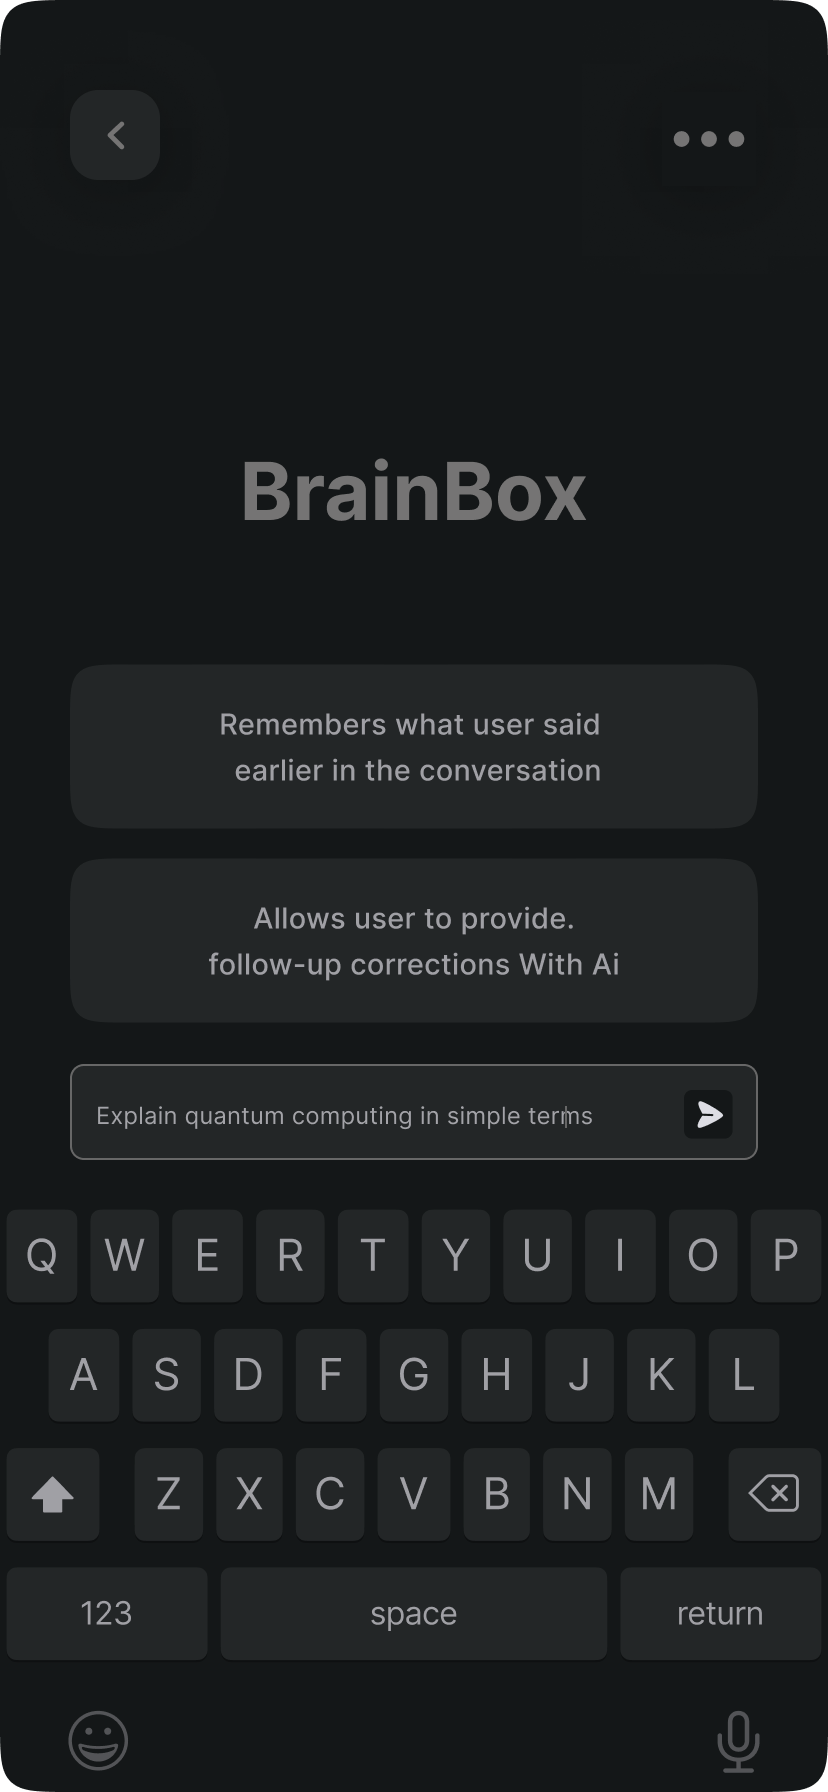 BrainBox
Remembers what user said
earlier in the conversation
Allows user to provide.
follow-up corrections With Ai
Explain quantum computing in simple terms
Q W E R T Y U I O P
A S D F G H J K L
Z X C V B N M
123 space return